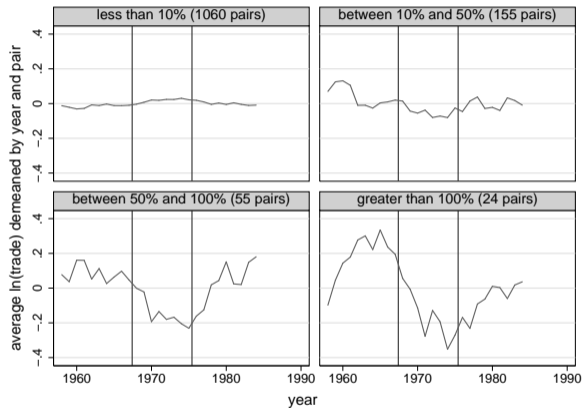 less than 10% (1060 pairs)
between 10% and 50% (155 pairs)
.4
.2
0
-.2
-.4
between 50% and 100% (55 pairs)
greater than 100% (24 pairs)
.4
.2
0
-.2
-.4
1960 1970 1980 1990
1960 1970 1980 1990
year
average ln(trade) demeaned by year and pair